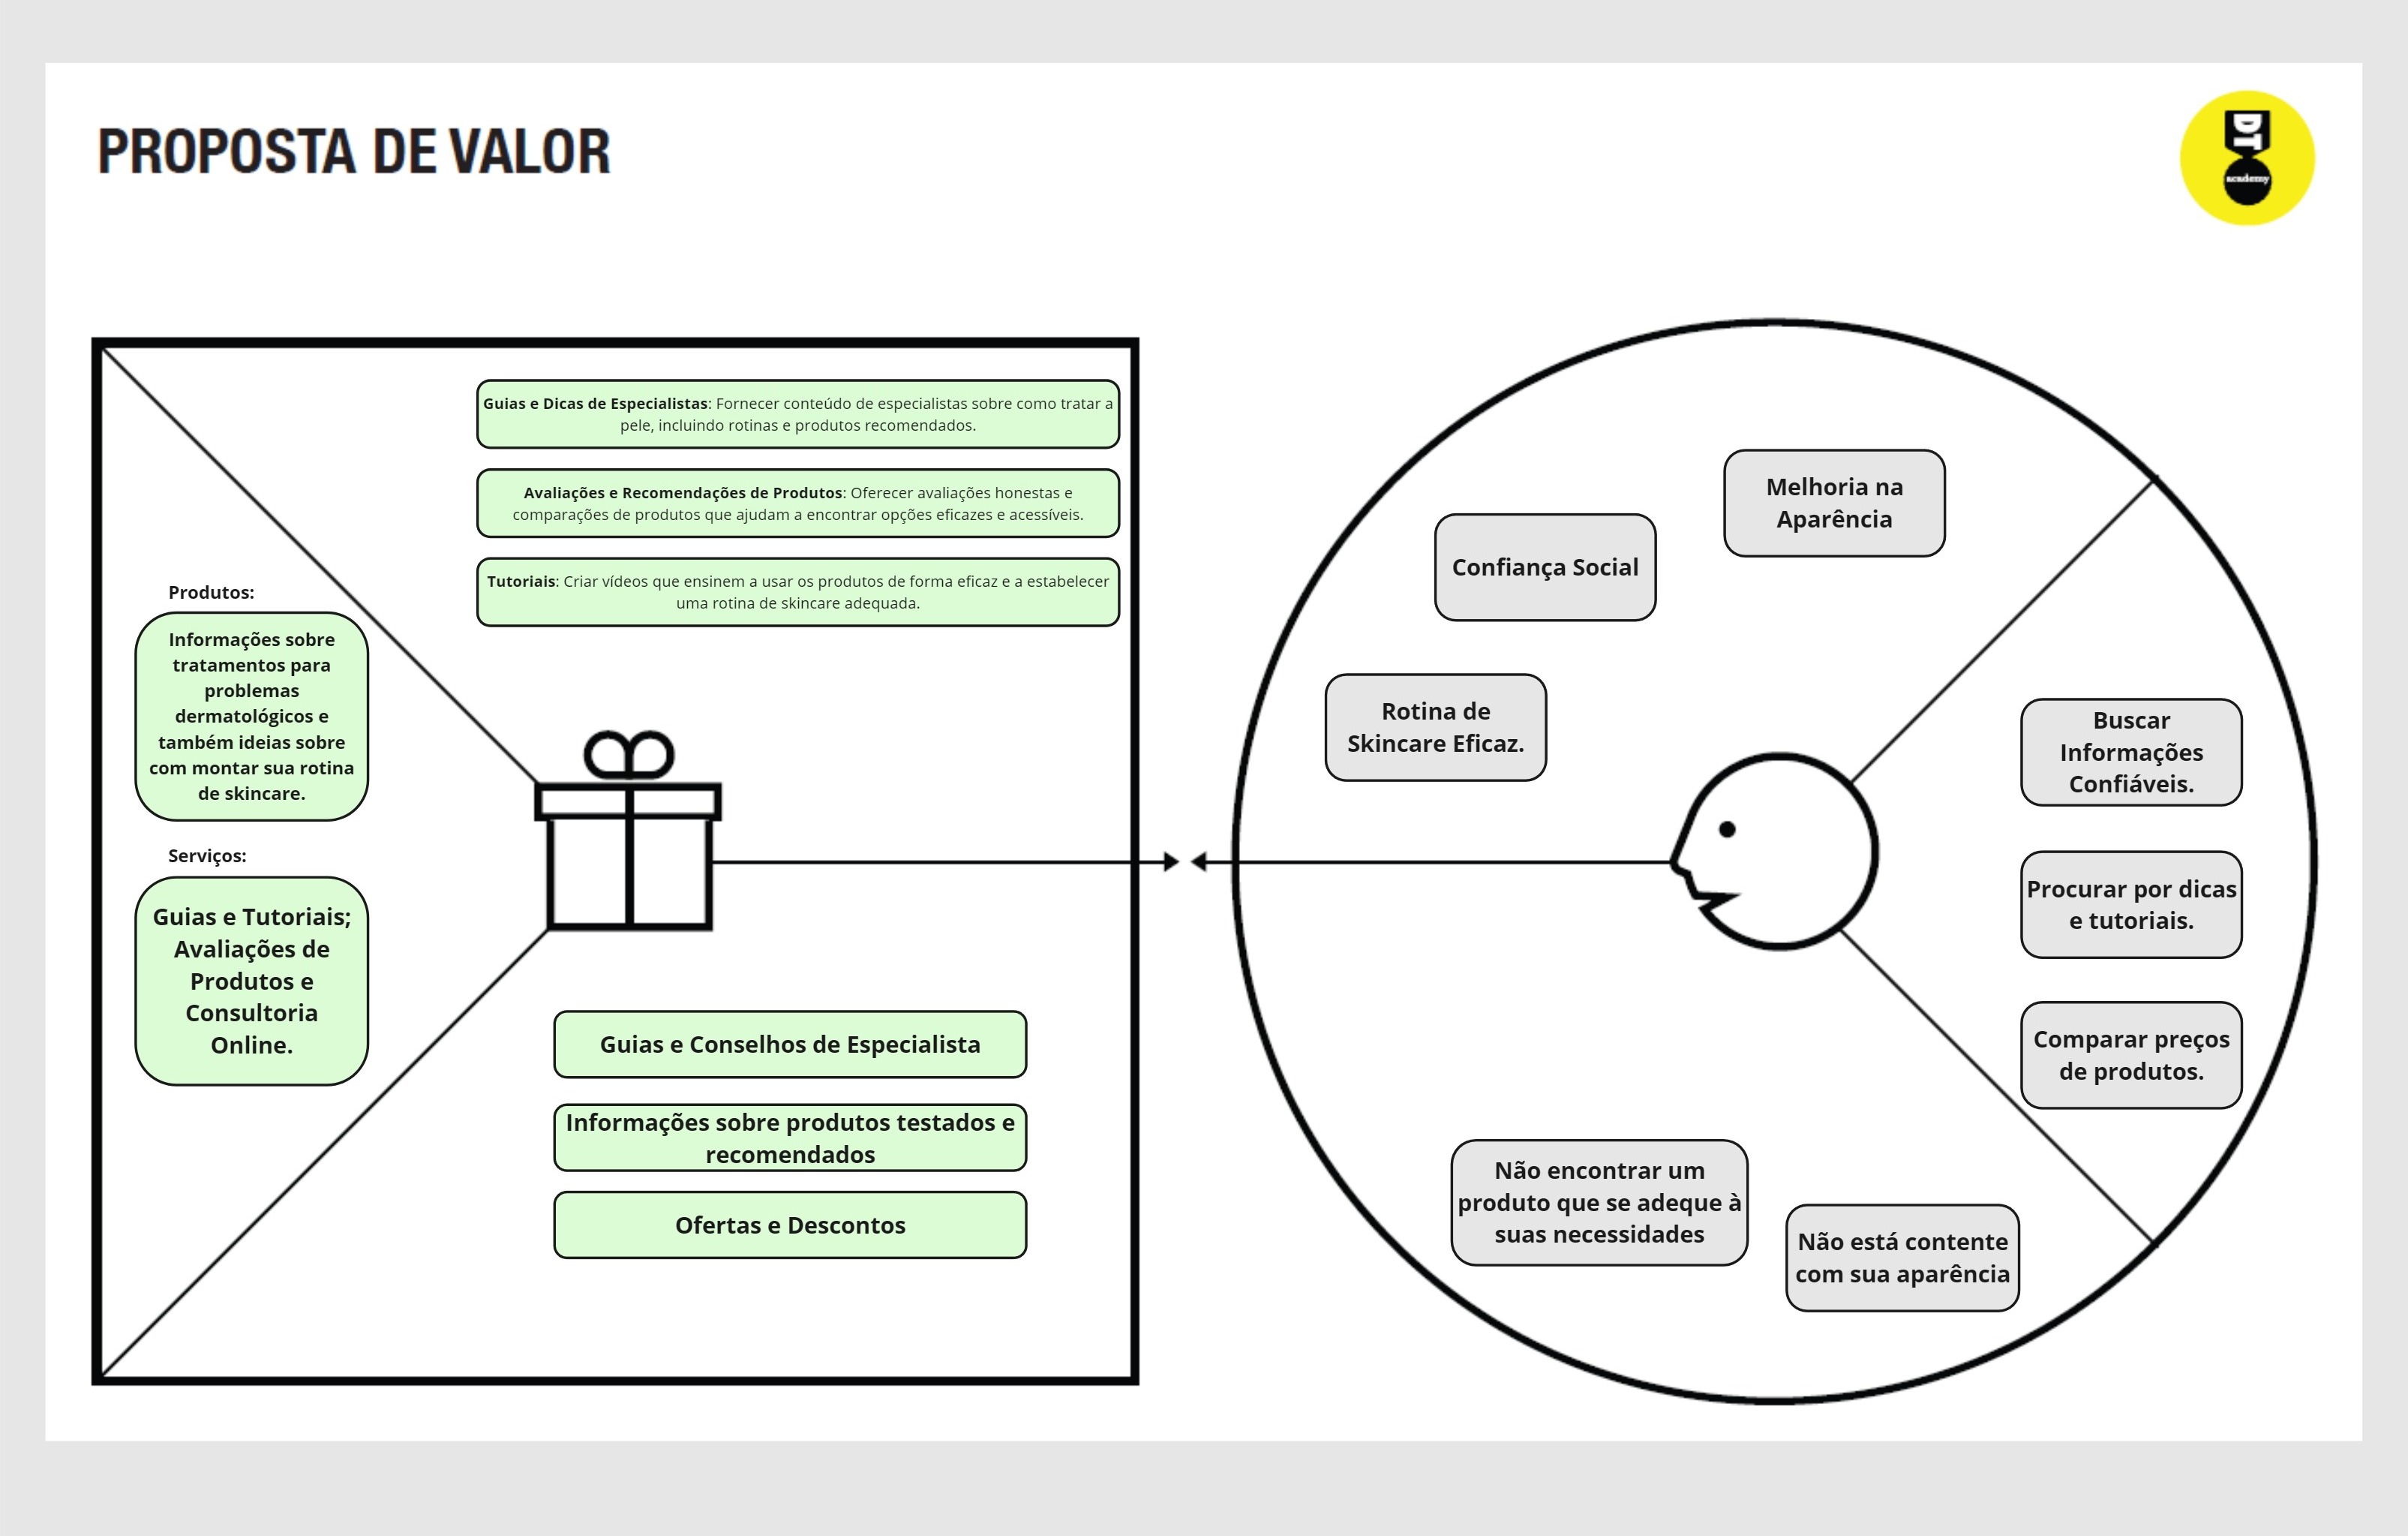 PROPOSTA DE VALOR
DT
academy
Guias e Dicas de Especialistas: Fornecer conteúdo de especialistas sobre como tratar a
pele, incluindo rotinas e produtos recomendados.
Avaliações e Recomendações de Produtos: Oferecer avaliações honestas e
comparações de produtos que ajudam a encontrar opções eficazes e acessíveis.
Tutoriais: Criar vídeos que ensinem a usar os produtos de forma eficaz e a estabelecer
uma rotina de skincare adequada.
Produtos:
Informações sobre
tratamentos para
problemas
dermatológicos e
também ideias sobre
com montar sua rotina
de skincare.
Serviços:
Guias e Tutoriais;
Avaliações de
Produtos e
Consultoria
Online.
Guias e Conselhos de Especialista
Informações sobre produtos testados e
recomendados
Ofertas e Descontos
Melhoria na
Aparência
Confiança Social
Rotina de
Skincare Eficaz.
Buscar
Informações
Confiáveis.
Procurar por dicas
e tutoriais.
Comparar preços
de produtos.
Não encontrar um
produto que se adeque à
suas necessidades
Não está contente
com sua aparência